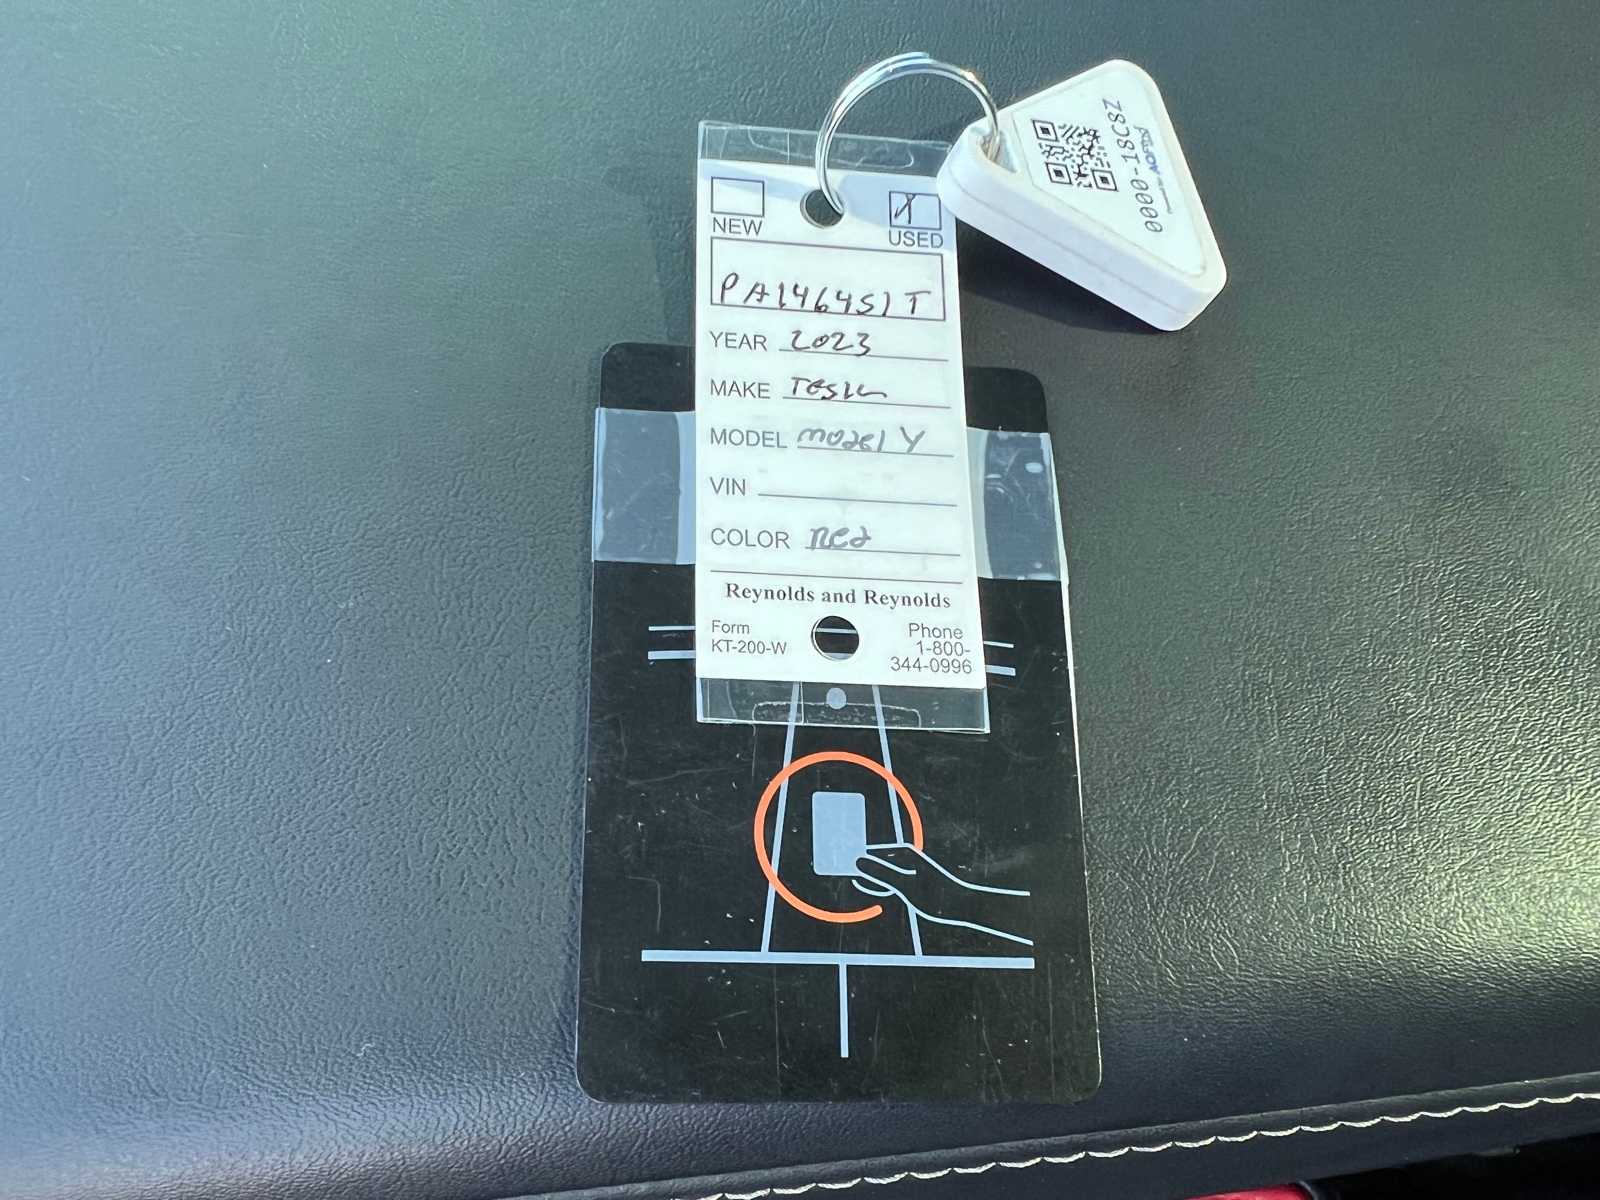 NEW
USED
PA146451T
YEAR 2023
MAKE Tesla
MODEL Model Y
VIN
COLOR Red
Reynolds and Reynolds
Form
KT-200-W
Phone
1-800-
344-0996
0000-18C8Z